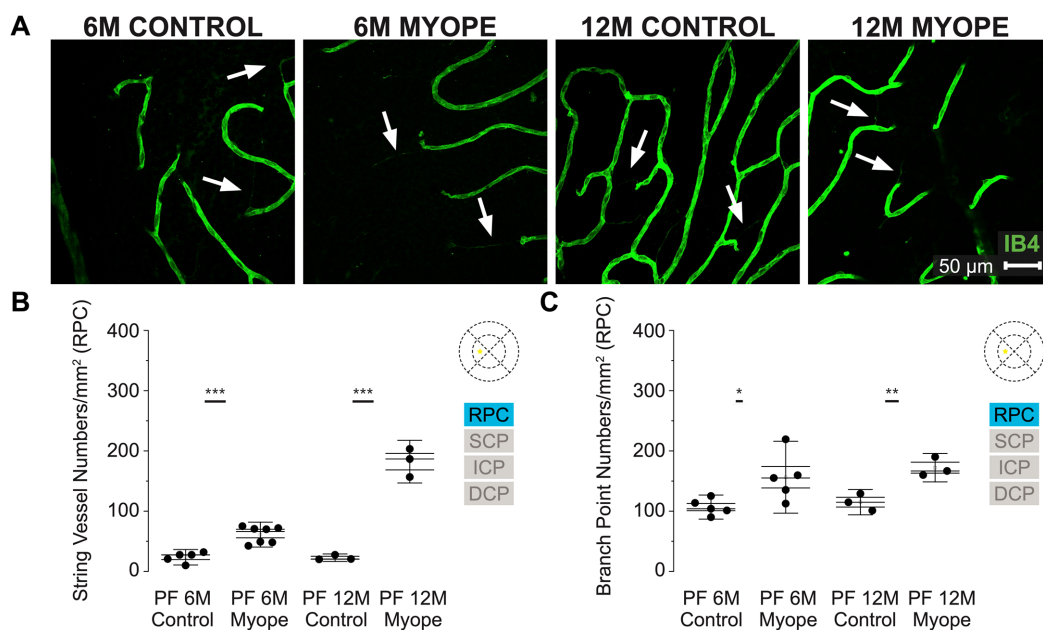 A
6M CONTROL
6M MYOPE
12M CONTROL
12M MYOPE
IB4
50 µm
B
String Vessel Numbers/mm² (RPC)
400
300
200
100
0
***
***
PF 6M
Control
PF 6M
Myope
PF 12M
Control
PF 12M
Myope
RPC
SCP
ICP
DCP
C
Branch Point Numbers/mm² (RPC)
400
300
200
100
0
*
**
PF 6M
Control
PF 6M
Myope
PF 12M
Control
PF 12M
Myope
RPC
SCP
ICP
DCP